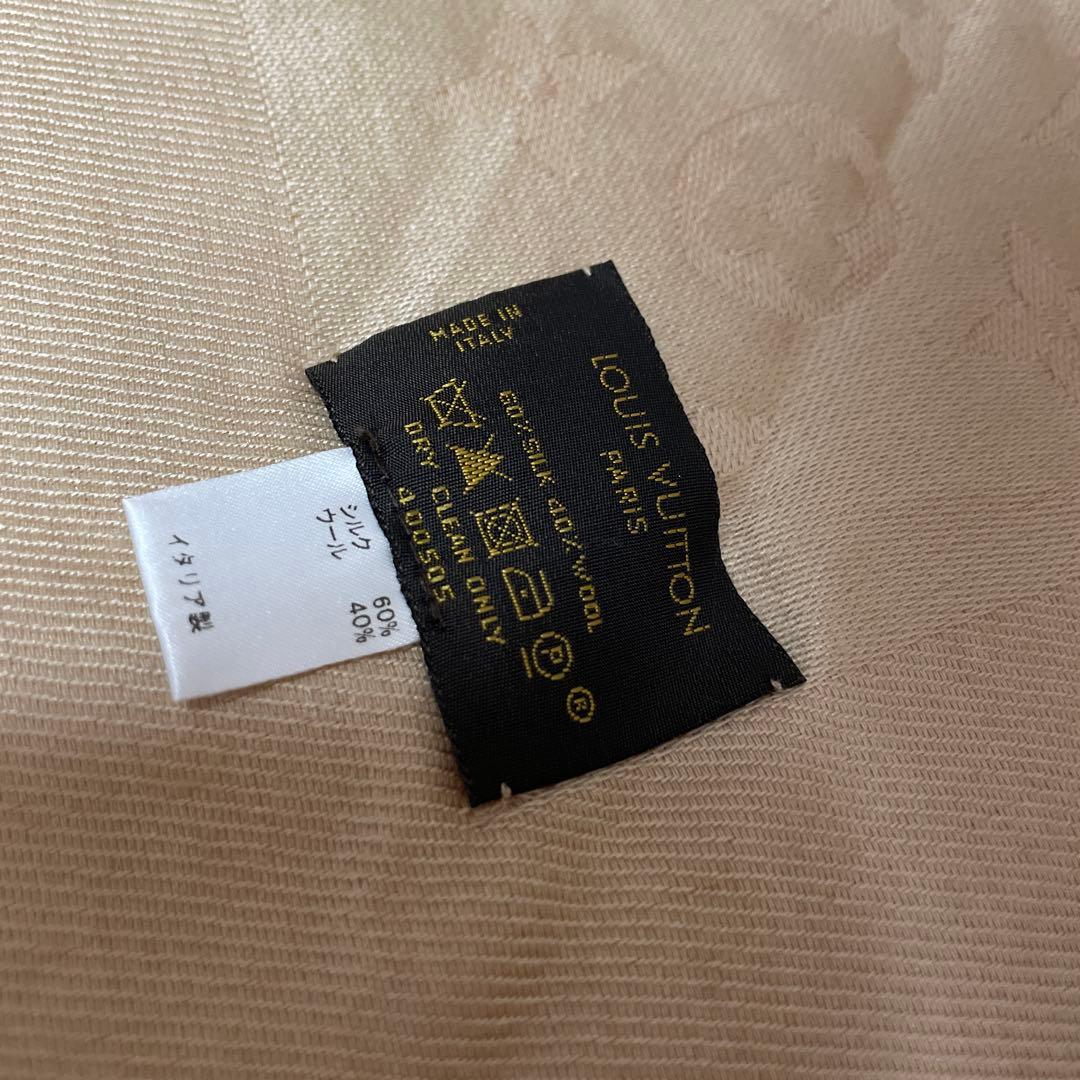 LOUIS VUITTON
PARIS
60% SILK 40% WOOL
P
®
DRY CLEAN ONLY
400505
MADE IN
ITALY
シルク 60%
ウール 40%
イタリア製